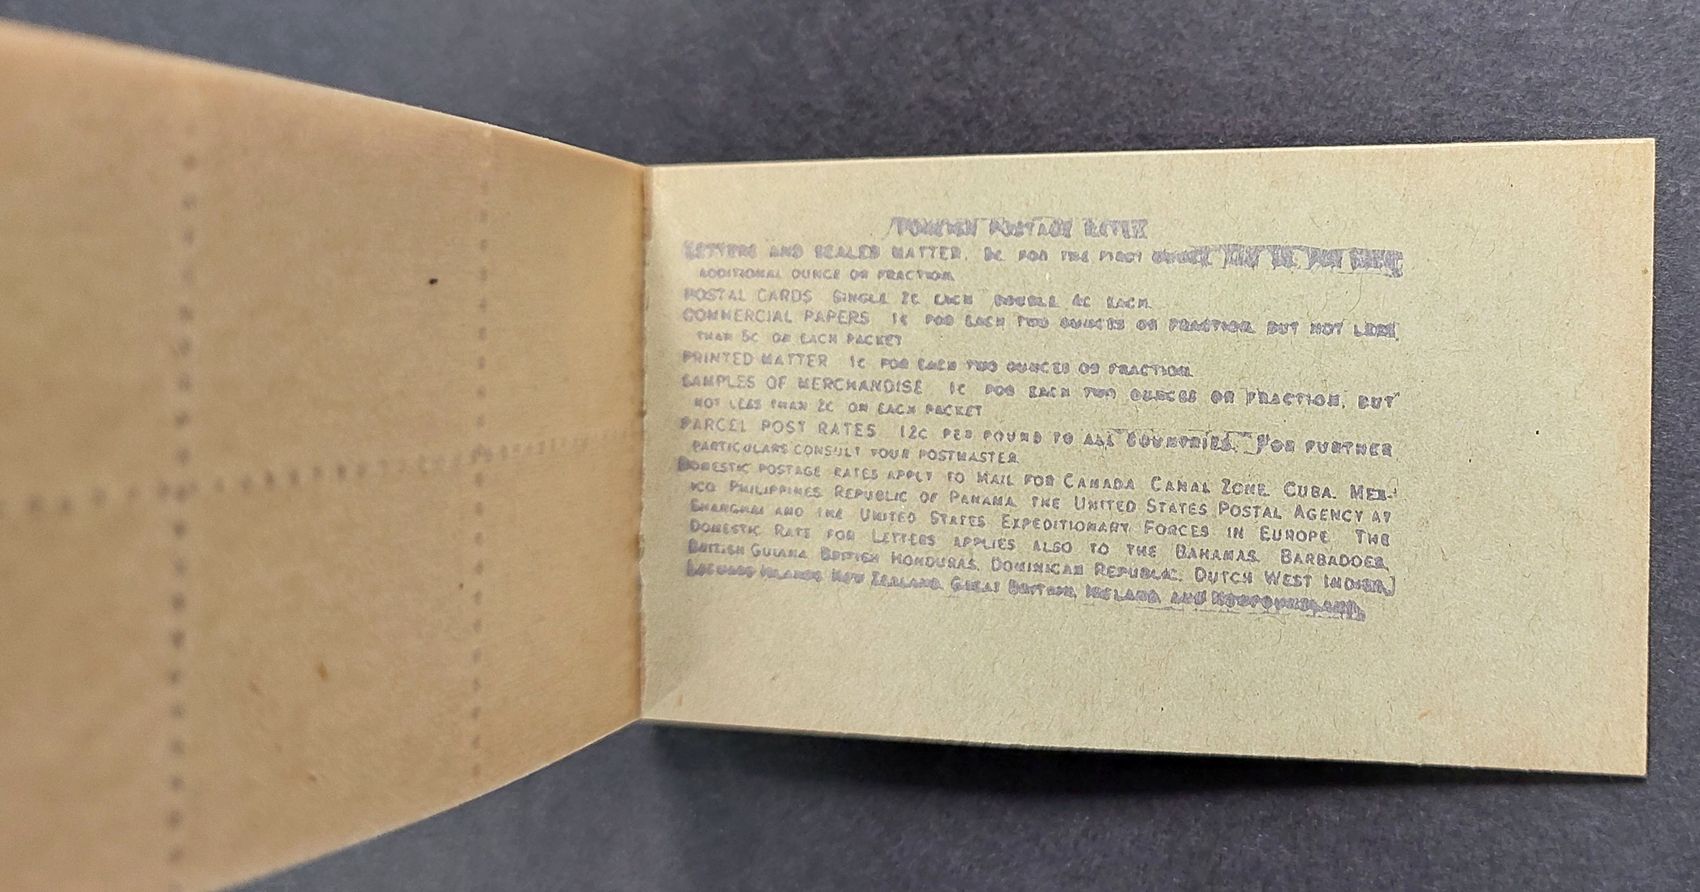 FOREIGN POSTAGE RATES
LETTERS AND SEALED MATTER, 5c FOR THE FIRST OUNCE
ADDITIONAL OUNCE OR FRACTION
POSTAL CARDS SINGLE 2c EACH DOUBLE 4c EACH
COMMERCIAL PAPERS 1c FOR EACH TWO OUNCES OR FRACTION BUT NOT LESS
THAN 5c ON EACH PACKET
PRINTED MATTER 1c FOR EACH TWO OUNCES OR FRACTION
SAMPLES OF MERCHANDISE 1c FOR EACH TWO OUNCES OR FRACTION, BUT
NOT LESS THAN 2c ON EACH PACKET
PARCEL POST RATES 12c PER POUND TO ALL COUNTRIES. FOR FURTHER
PARTICULARS CONSULT YOUR POSTMASTER
DOMESTIC POSTAGE RATES APPLY TO MAIL FOR CANADA CANAL ZONE CUBA. MEX-
ICO PHILIPPINES REPUBLIC OF PANAMA THE UNITED STATES POSTAL AGENCY AT
SHANGHAI AND THE UNITED STATES EXPEDITIONARY FORCES IN EUROPE THE
DOMESTIC RATE FOR LETTERS APPLIES ALSO TO THE BAHAMAS. BARBADOES,
BRITISH GUIANA BRITISH HONDURAS, DOMINICAN REPUBLIC, DUTCH WEST INDIES,
LEEWARD ISLANDS NEW ZEALAND, GREAT BRITAIN, IRELAND AND NEWFOUNDLAND.